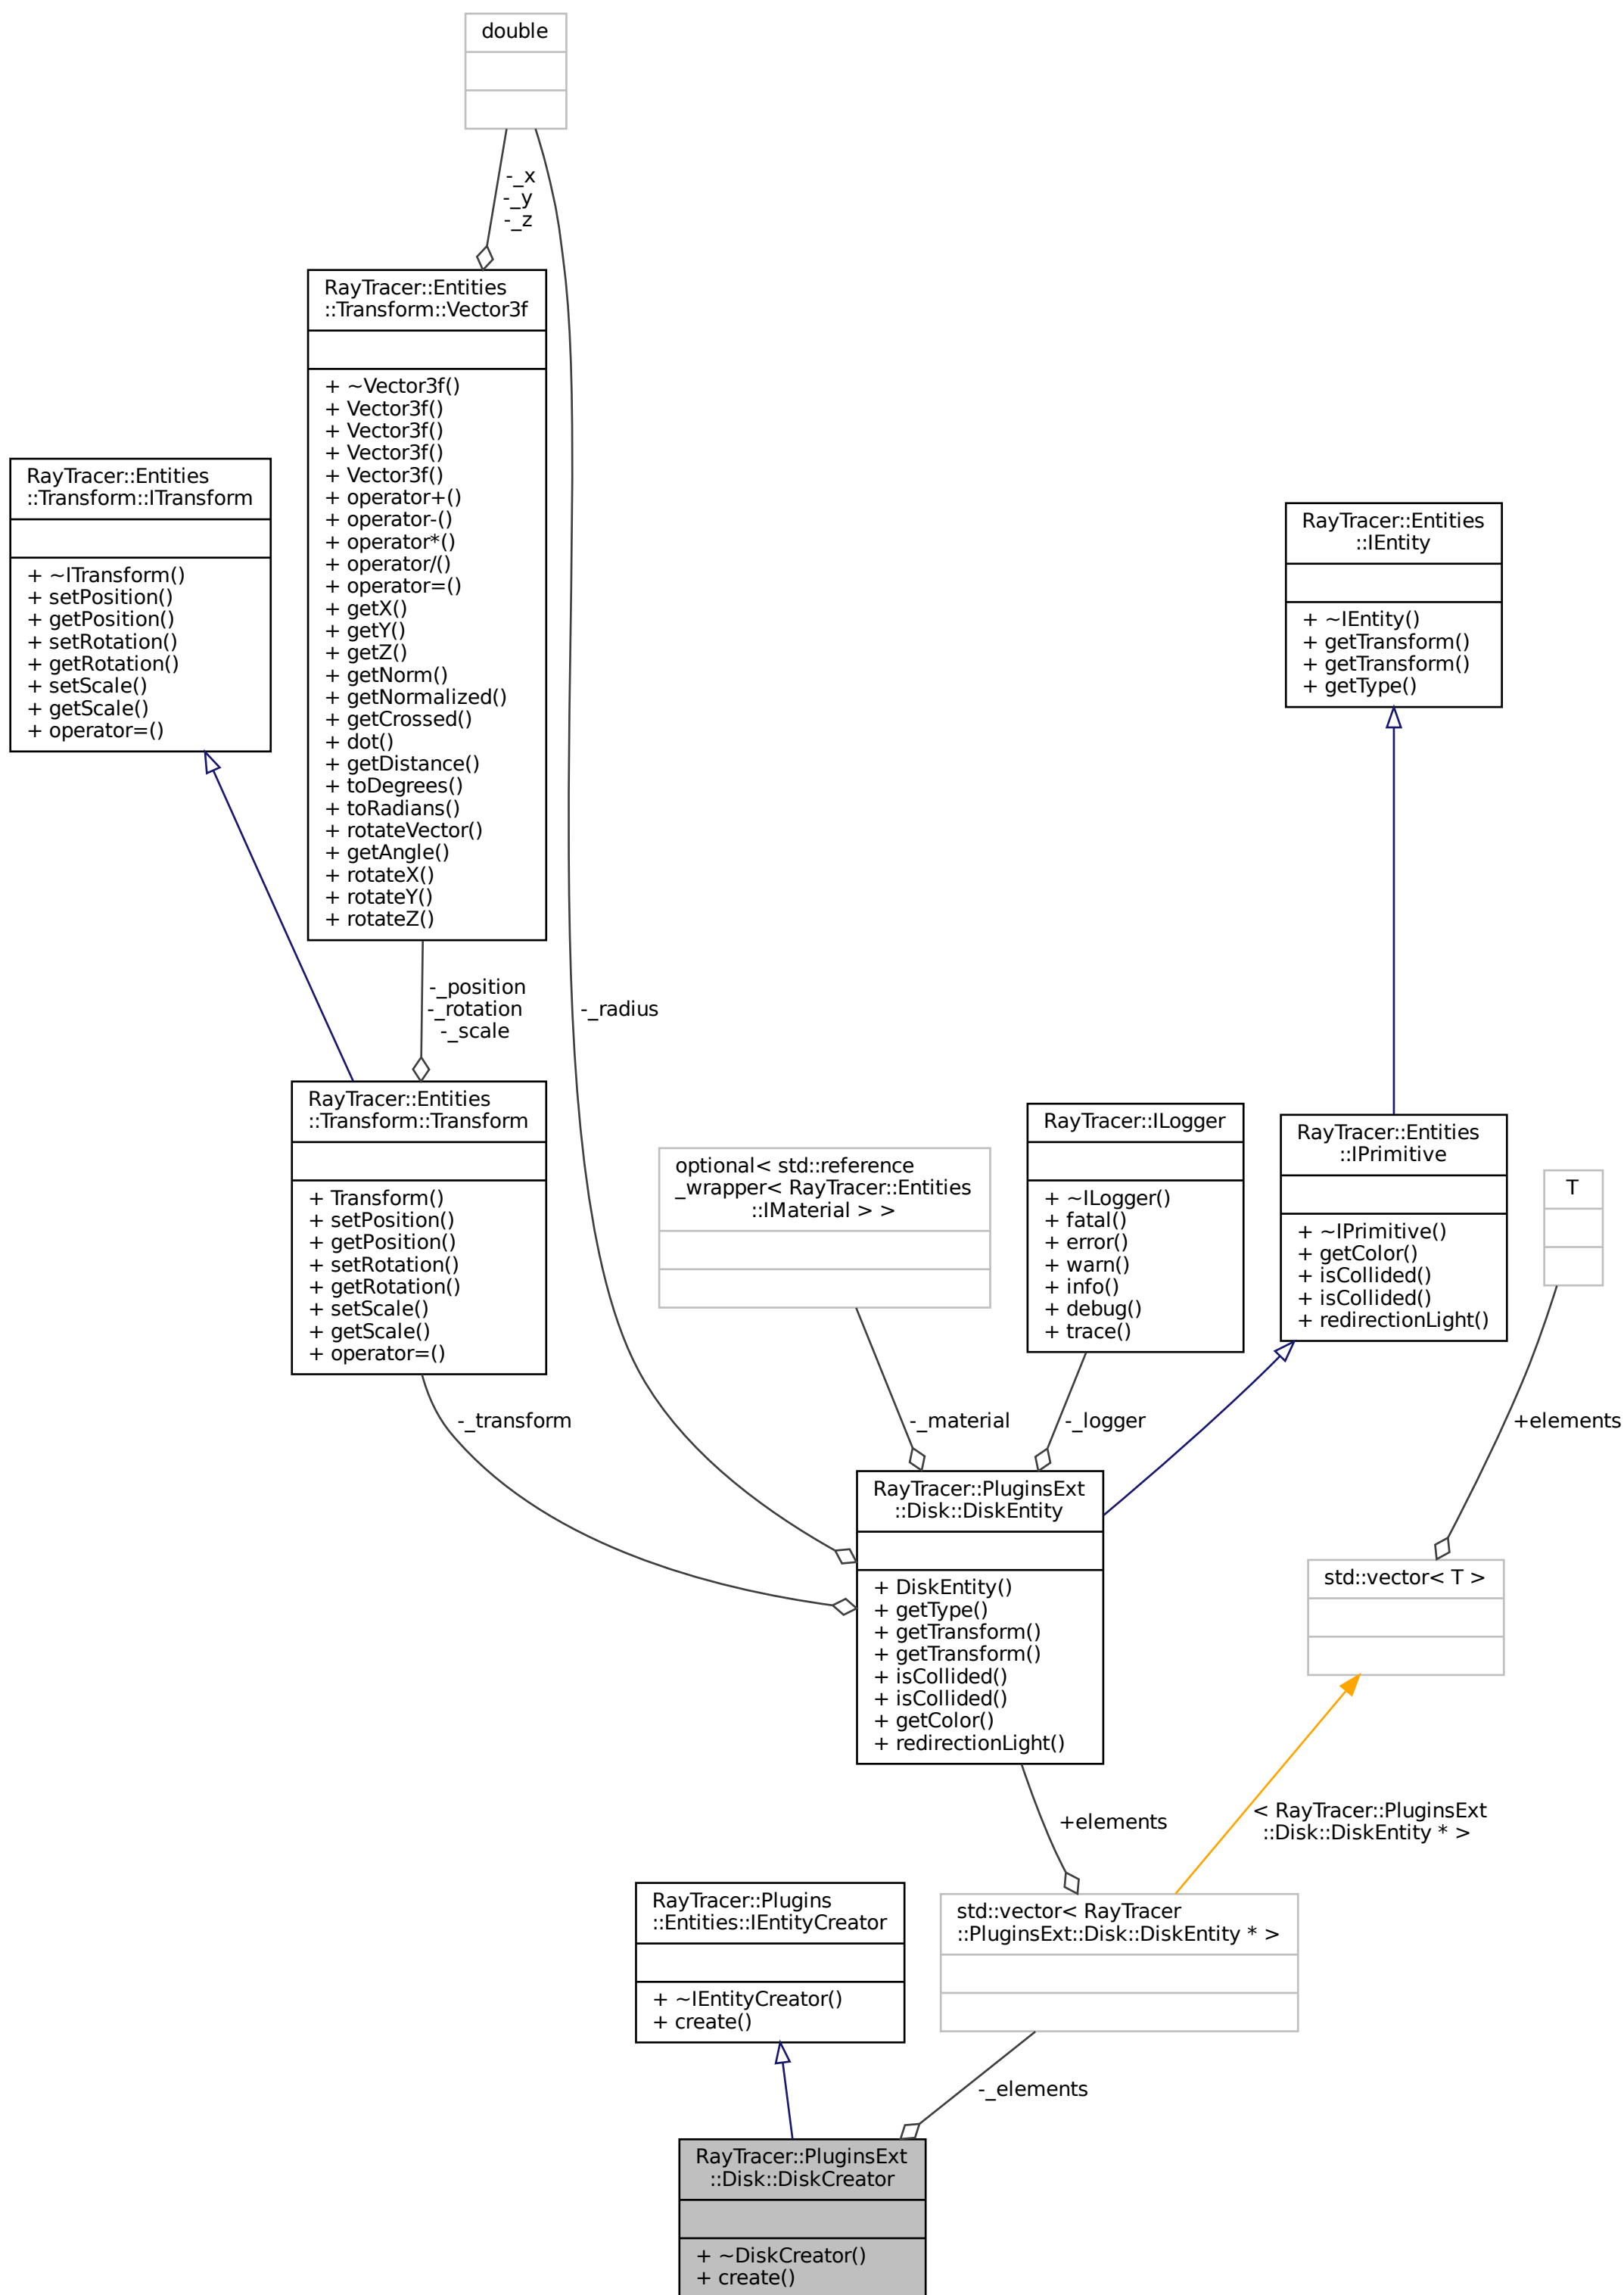 double
-_x
-_y
-_z
RayTracer::Entities
::Transform::Vector3f
+ ~Vector3f()
+ Vector3f()
+ Vector3f()
+ Vector3f()
+ Vector3f()
+ operator+()
+ operator-()
+ operator*()
+ operator/()
+ operator=()
+ getX()
+ getY()
+ getZ()
+ getNorm()
+ getNormalized()
+ getCrossed()
+ dot()
+ getDistance()
+ toDegrees()
+ toRadians()
+ rotateVector()
+ getAngle()
+ rotateX()
+ rotateY()
+ rotateZ()
RayTracer::Entities
::Transform::ITransform
+ ~ITransform()
+ setPosition()
+ getPosition()
+ setRotation()
+ getRotation()
+ setScale()
+ getScale()
+ operator=()
RayTracer::Entities
::IEntity
+ ~IEntity()
+ getTransform()
+ getTransform()
+ getType()
-_position
-_rotation
-_scale
-_radius
RayTracer::Entities
::Transform::Transform
+ Transform()
+ setPosition()
+ getPosition()
+ setRotation()
+ getRotation()
+ setScale()
+ getScale()
+ operator=()
optional< std::reference
_wrapper< RayTracer::Entities
::IMaterial > >
RayTracer::ILogger
+ ~ILogger()
+ fatal()
+ error()
+ warn()
+ info()
+ debug()
+ trace()
RayTracer::Entities
::IPrimitive
+ ~IPrimitive()
+ getColor()
+ isCollided()
+ isCollided()
+ redirectionLight()
T
-_transform
-_material
-_logger
+elements
RayTracer::PluginsExt
::Disk::DiskEntity
+ DiskEntity()
+ getType()
+ getTransform()
+ getTransform()
+ isCollided()
+ isCollided()
+ getColor()
+ redirectionLight()
std::vector< T >
+elements
< RayTracer::PluginsExt
::Disk::DiskEntity * >
RayTracer::Plugins
::Entities::IEntityCreator
+ ~IEntityCreator()
+ create()
std::vector< RayTracer
::PluginsExt::Disk::DiskEntity * >
-_elements
RayTracer::PluginsExt
::Disk::DiskCreator
+ ~DiskCreator()
+ create()